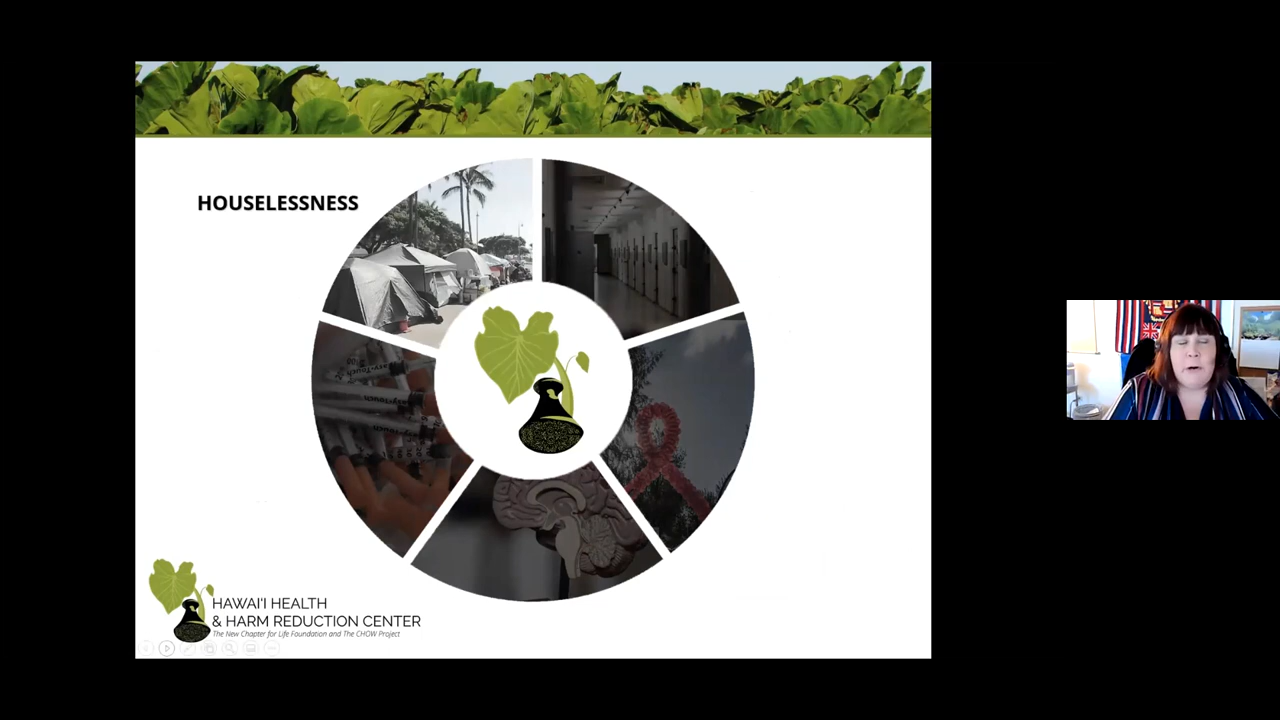 HOUSELESSNESS
HAWAI'I HEALTH
& HARM REDUCTION CENTER
The New Chapter for Life Foundation and The CHOW Project